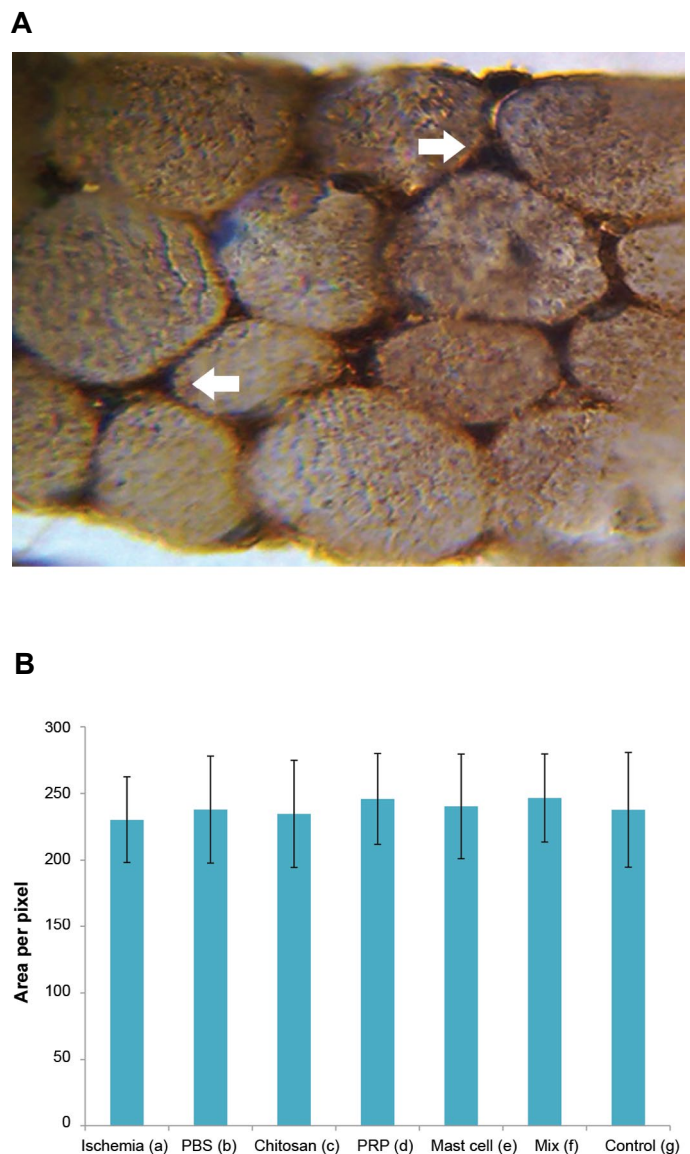 A
B
Area per pixel
300
250
200
150
100
50
0
Ischemia (a) PBS (b) Chitosan (c) PRP (d) Mast cell (e) Mix (f) Control (g)